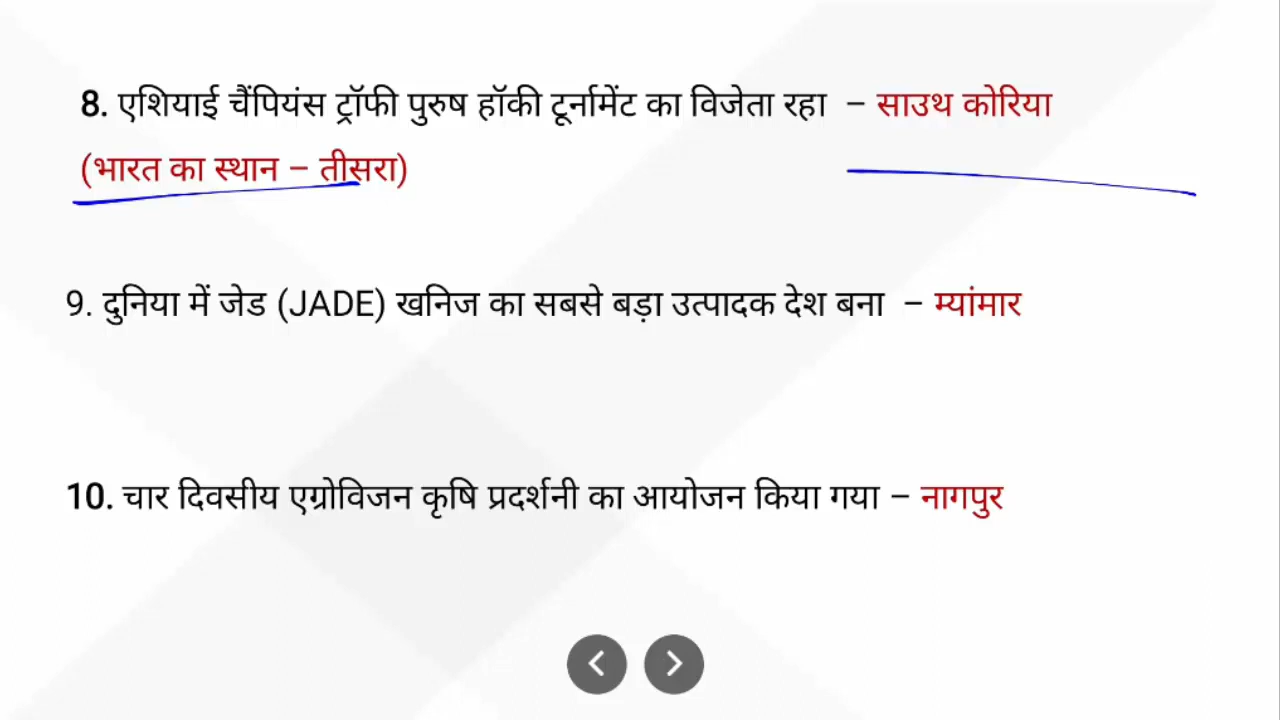 8. एशियाई चैंपियंस ट्रॉफी पुरुष हॉकी टूर्नामेंट का विजेता रहा – साउथ कोरिया
(भारत का स्थान – तीसरा)
9. दुनिया में जेड (JADE) खनिज का सबसे बड़ा उत्पादक देश बना – म्यांमार
10. चार दिवसीय एग्रोविजन कृषि प्रदर्शनी का आयोजन किया गया – नागपुर